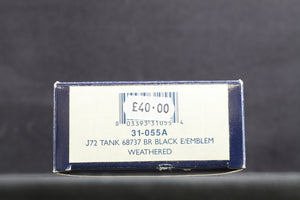 £40.00
31-055A
J72 TANK 68737 BR BLACK E/EMBLEM
WEATHERED